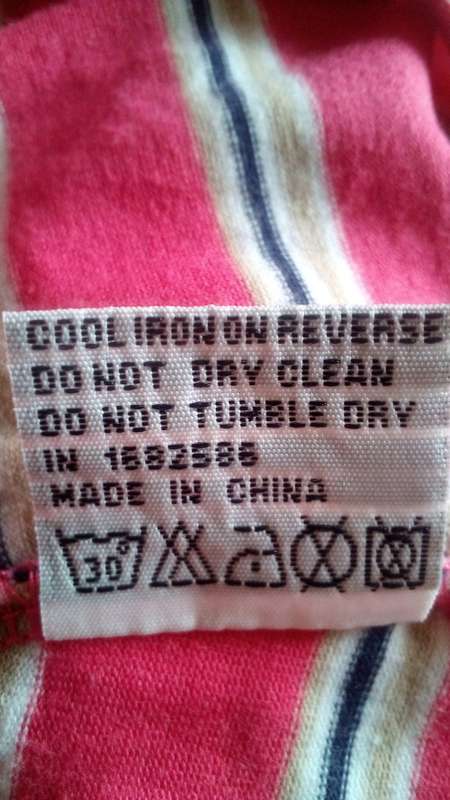 COOL IRON ON REVERSE
DO NOT DRY CLEAN
DO NOT TUMBLE DRY
IN 1682586
MADE IN CHINA
30°